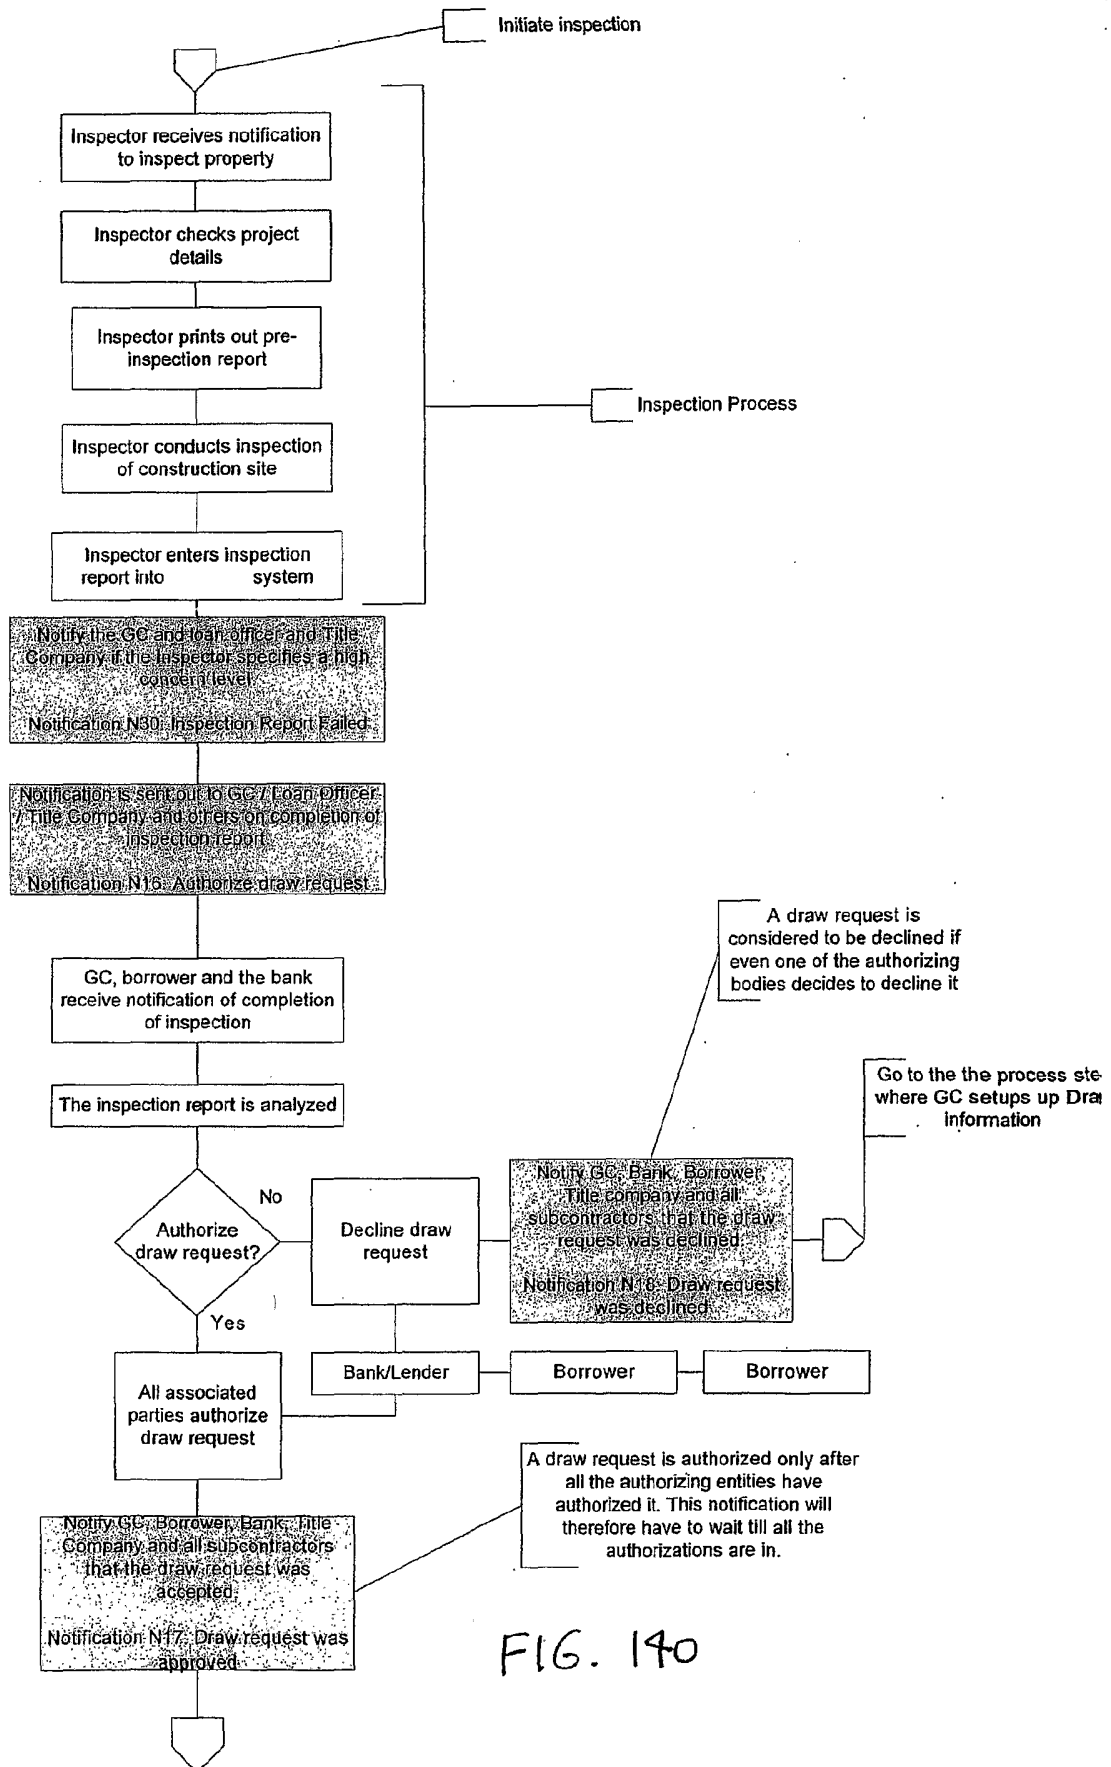 Initiate inspection
Inspector receives notification
to inspect property
Inspector checks project
details
Inspector prints out pre-
inspection report
Inspection Process
Inspector conducts inspection
of construction site
Inspector enters inspection
report into system
Notify the GC and loan officer and Title
Company if the Inspector specifies a high
concern level
Notification N30: Inspection Report Failed
Notification is sent out to GC / Loan Officer
/ Title Company and others on completion of
inspection report
Notification N16: Authorize draw request
A draw request is
considered to be declined if
even one of the authorizing
bodies decides to decline it
GC, borrower and the bank
receive notification of completion
of inspection
Go to the the process ste
where GC setups up Dra
information
The inspection report is analyzed
Authorize
draw request?
No
Decline draw
request
Notify GC, Bank, Borrower,
Title company and all
subcontractors that the draw
request was declined
Notification N18: Draw request
was declined
Yes
Bank/Lender
Borrower
Borrower
All associated
parties authorize
draw request
A draw request is authorized only after
all the authorizing entities have
authorized it. This notification will
therefore have to wait till all the
authorizations are in.
Notify GC, Borrower, Bank, Title
Company and all subcontractors
that the draw request was
accepted
Notification N17: Draw request was
approved
FIG. 140